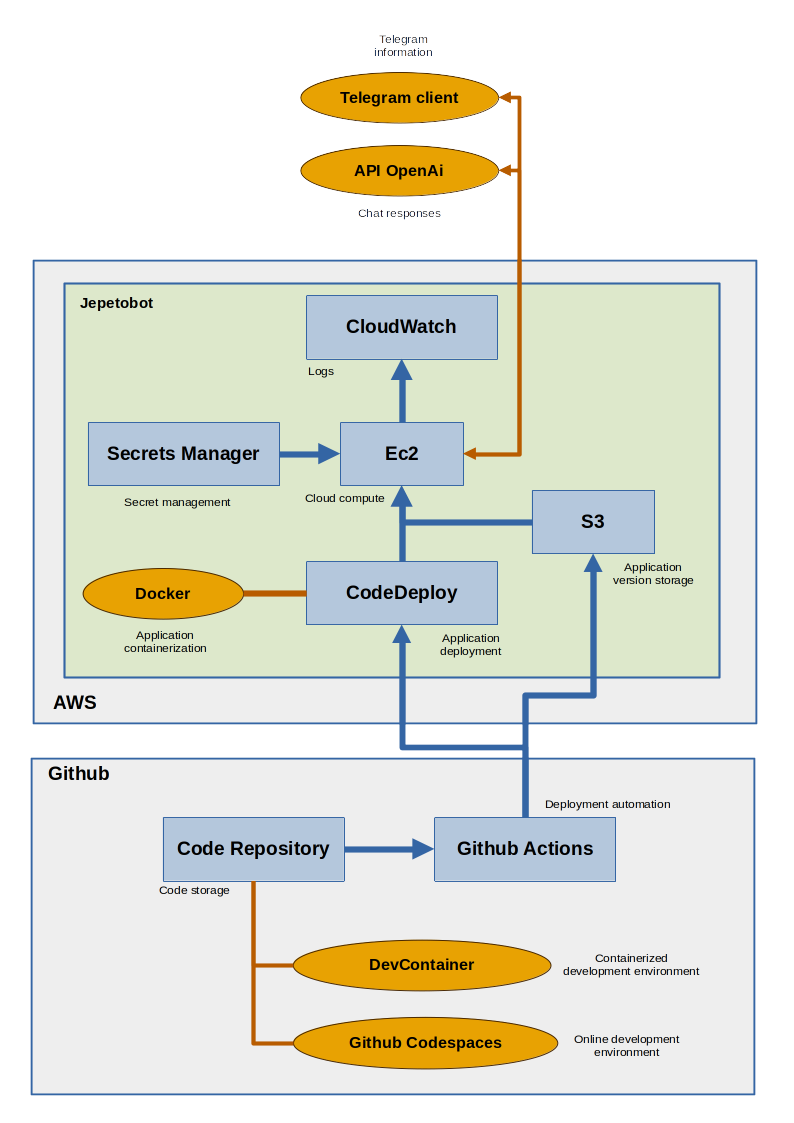 Telegram
information
Telegram client
API OpenAi
Chat responses
Jepetobot
CloudWatch
Logs
Secrets Manager
Ec2
Secret management
Cloud compute
S3
Application
version storage
Docker
CodeDeploy
Application
containerization
Application
deployment
AWS
Github
Deployment automation
Code Repository
Github Actions
Code storage
DevContainer
Containerized
development environment
Github Codespaces
Online development
environment